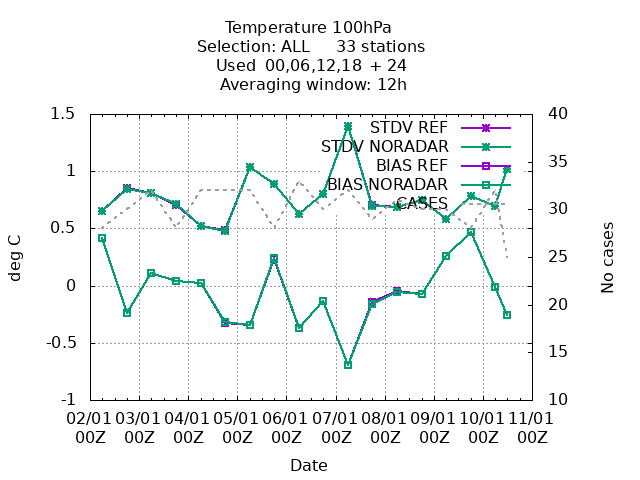 Temperature 100hPa
Selection: ALL 33 stations
Used 00,06,12,18 + 24
Averaging window: 12h
1.5
1
0.5
0
-0.5
-1
deg C
40
35
30
25
20
15
10
No cases
STDV REF
STDV NORADAR
BIAS REF
BIAS NORADAR
CASES
02/01 03/01 04/01 05/01 06/01 07/01 08/01 09/01 10/01 11/01
00Z 00Z 00Z 00Z 00Z 00Z 00Z 00Z 00Z 00Z
Date